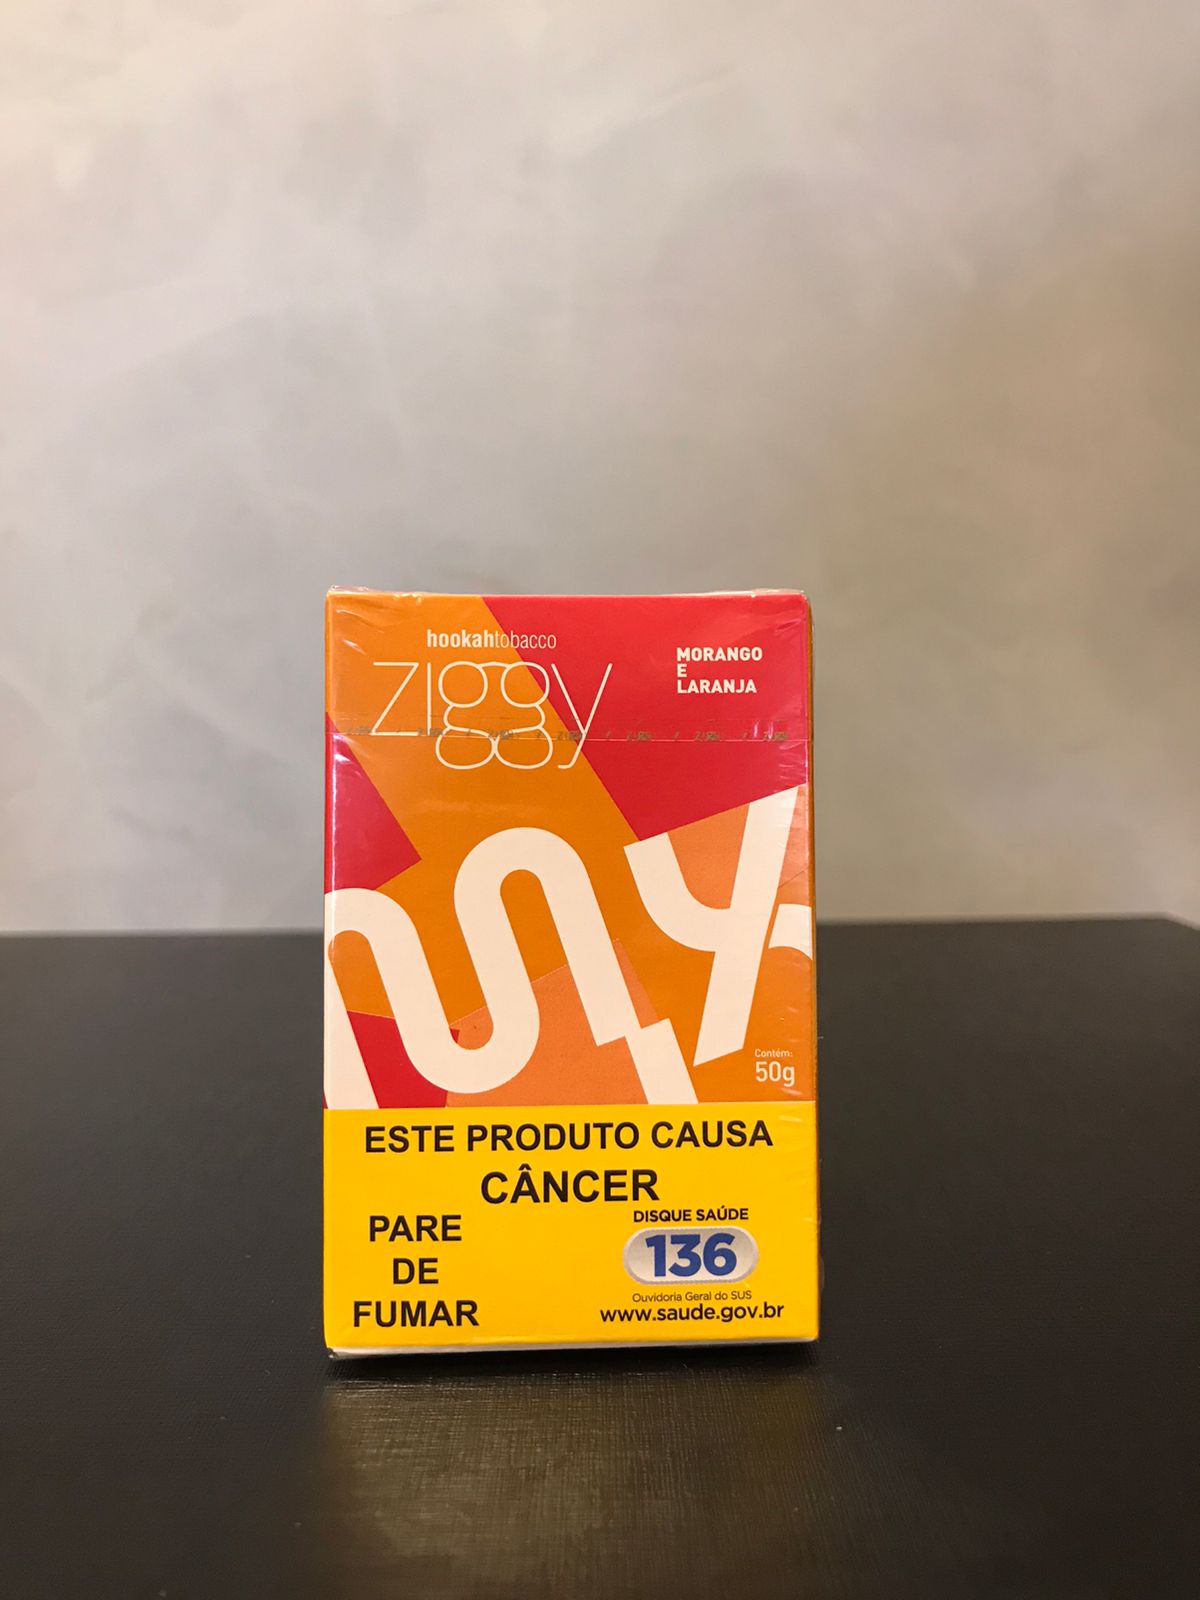 hookahtobacco
ziggy
MORANGO
E
LARANJA
Contém:
50g
ESTE PRODUTO CAUSA
CÂNCER
PARE
DE
FUMAR
DISQUE SAÚDE
136
Ouvidoria Geral do SUS
www.saude.gov.br